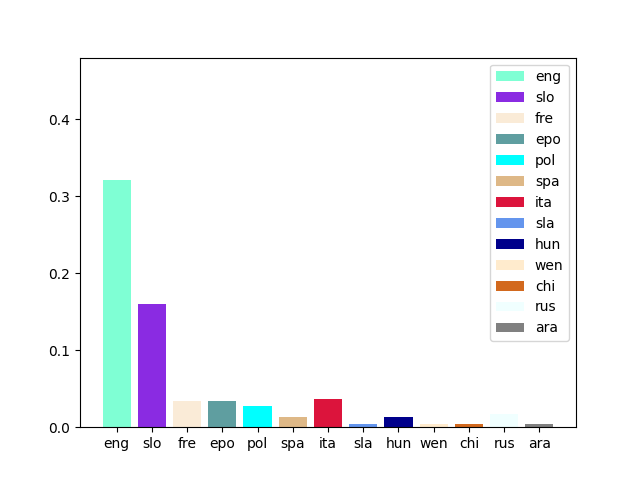 0.4
0.3
0.2
0.1
0.0
eng slo fre epo pol spa ita sla hun wen chi rus ara
eng
slo
fre
epo
pol
spa
ita
sla
hun
wen
chi
rus
ara